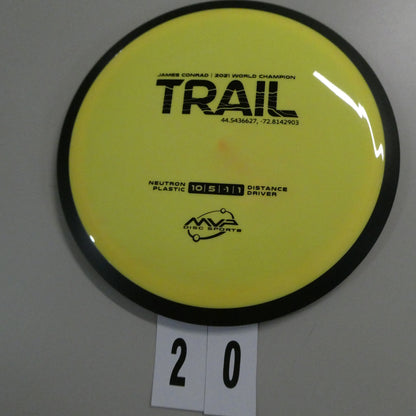 JAMES CONRAD | 2021 WORLD CHAMPION
TRAIL
44.5436627, -72.8142903
NEUTRON PLASTIC 10 | 5 | -1 | 1 DISTANCE DRIVER
MVP
DISC SPORTS
2 0